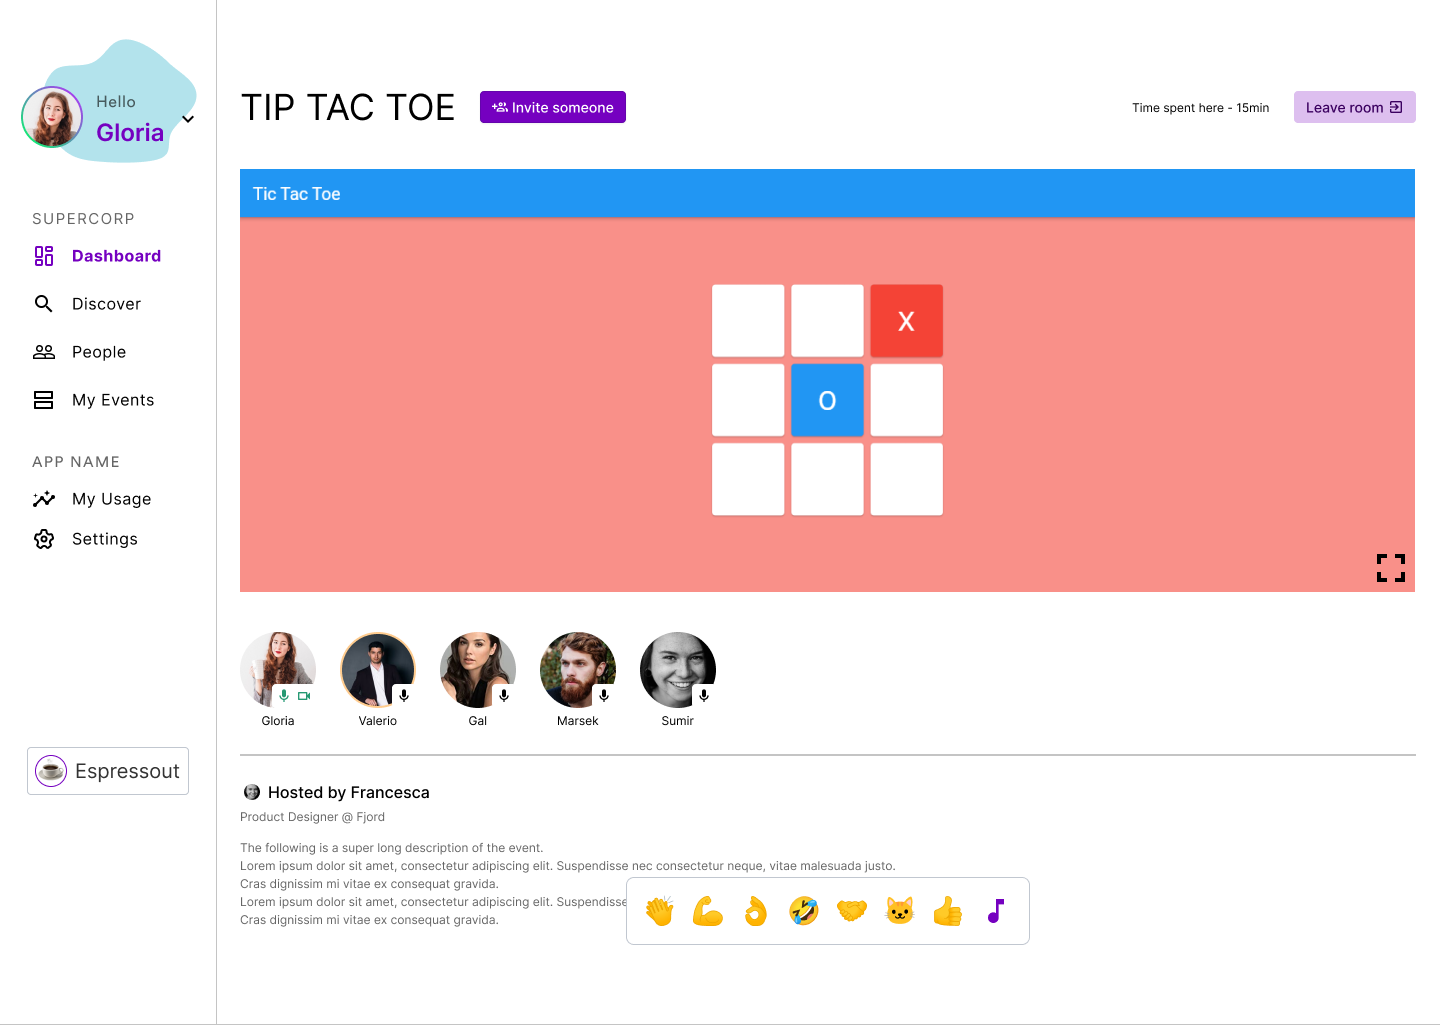 Hello
Gloria
SUPERCORP
Dashboard
Discover
People
My Events
APP NAME
My Usage
Settings
Espressout
TIP TAC TOE
Invite someone
Time spent here - 15min
Leave room
Tic Tac Toe
X
O
Gloria
Valerio
Gal
Marsek
Sumir
Hosted by Francesca
Product Designer @ Fjord
The following is a super long description of the event.
Lorem ipsum dolor sit amet, consectetur adipiscing elit. Suspendisse nec consectetur neque, vitae malesuada justo.
Cras dignissim mi vitae ex consequat gravida.
Lorem ipsum dolor sit amet, consectetur adipiscing elit. Suspendisse
Cras dignissim mi vitae ex consequat gravida.